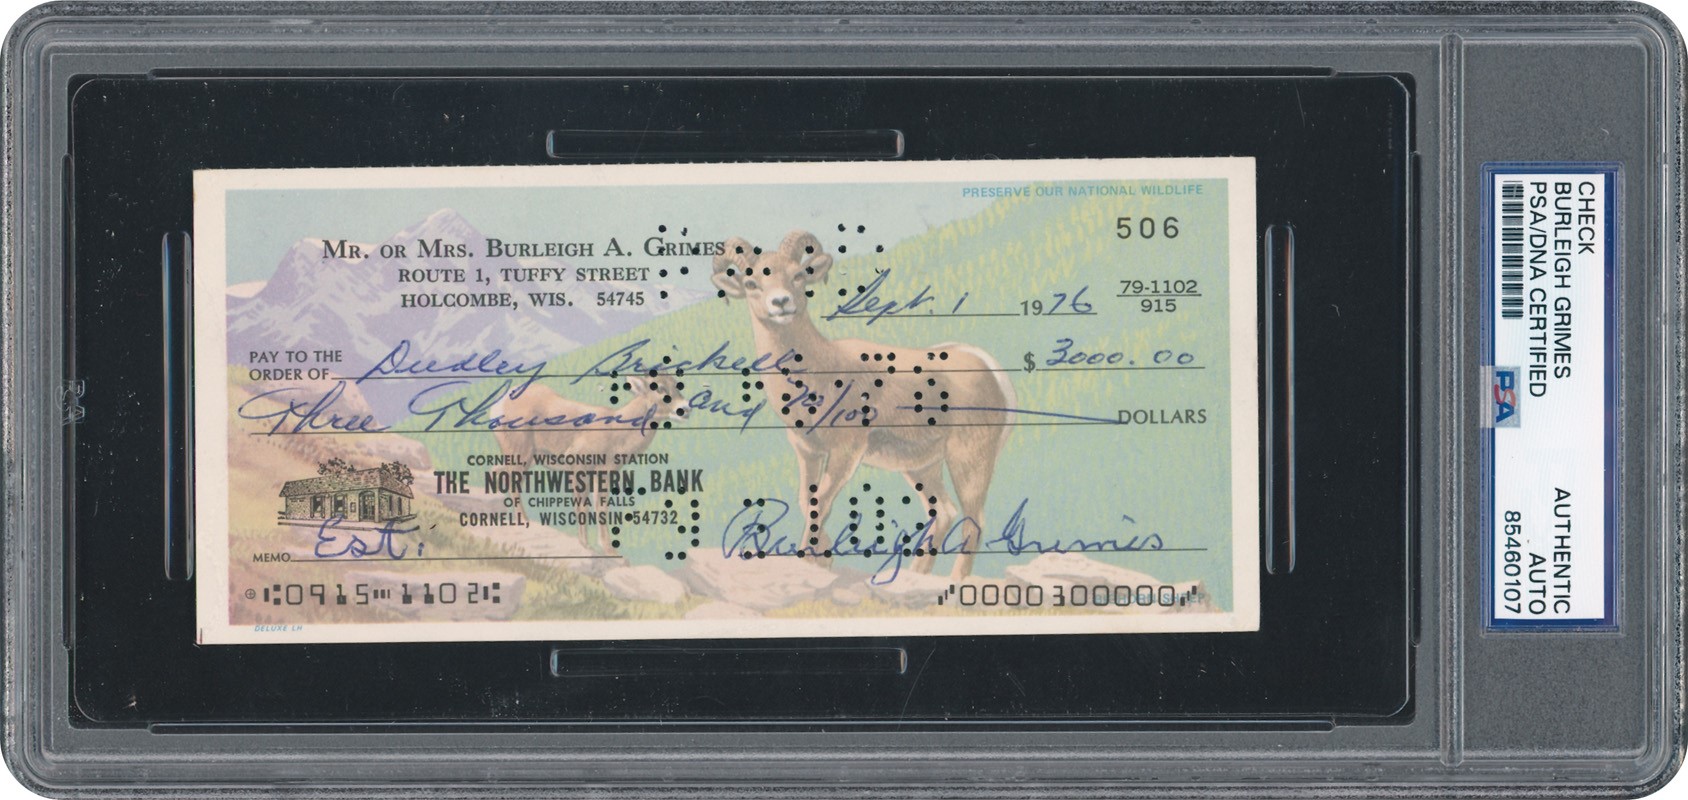 PRESERVE OUR NATIONAL WILDLIFE
506
MR. OR MRS. BURLEIGH A. GRIMES
ROUTE 1, TUFFY STREET
HOLCOMBE, WIS. 54745
Sept. 1 1976
79-1102
915
PAY TO THE
ORDER OF Dudley Brickell $ 3000.00
Three Thousand and no/100 DOLLARS
CORNELL, WISCONSIN STATION
THE NORTHWESTERN BANK
OF CHIPPEWA FALLS
CORNELL, WISCONSIN 54732
MEMO Est. Burleigh A Grimes
⑆0915⑉1102⑆ ⑈0000300000⑈
DELUXE LH
CHECK
BURLEIGH GRIMES
PSA/DNA CERTIFIED
PSA
AUTHENTIC
AUTO
85460107